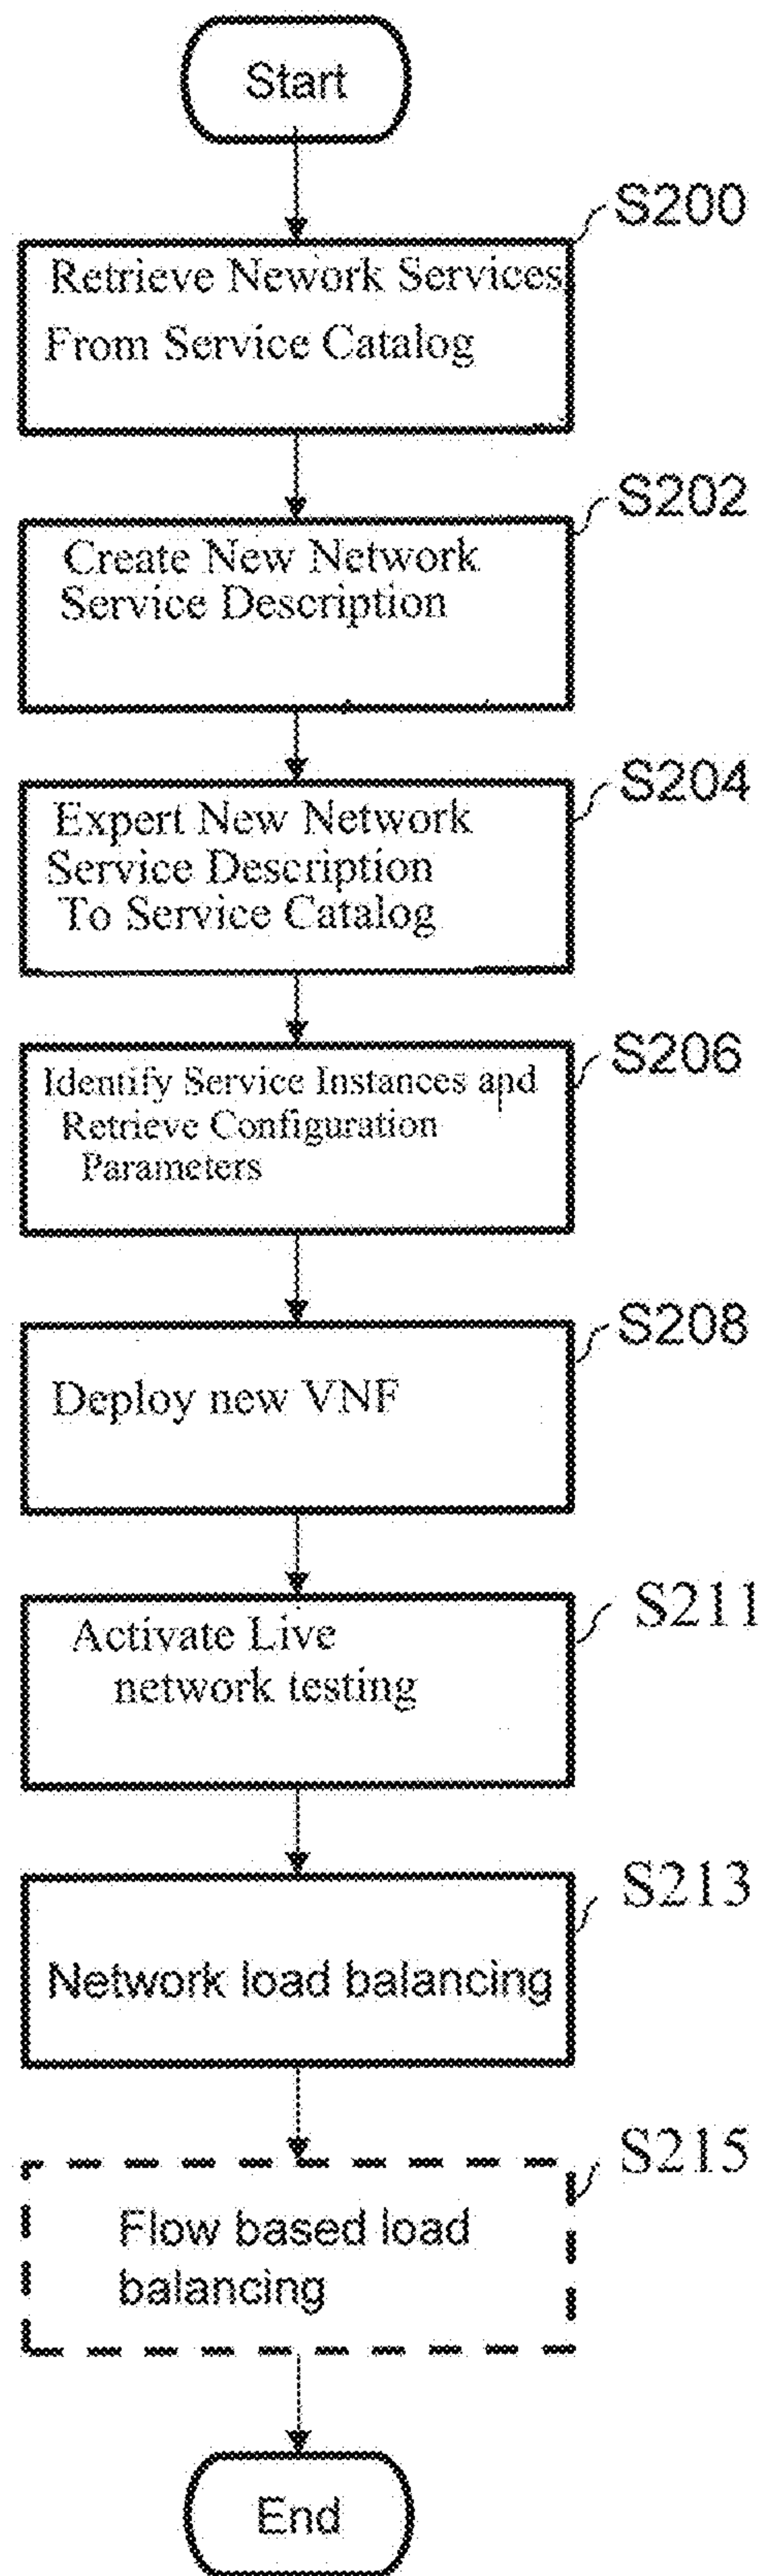 Start
S200
Retrieve Nework Services
From Service Catalog
S202
Create New Network
Service Description
S204
Expert New Network
Service Description
To Service Catalog
S206
Identify Service Instances and
Retrieve Configuration
Parameters
S208
Deploy new VNF
S211
Activate Live
network testing
S213
Network load balancing
S215
Flow based load
balancing
End